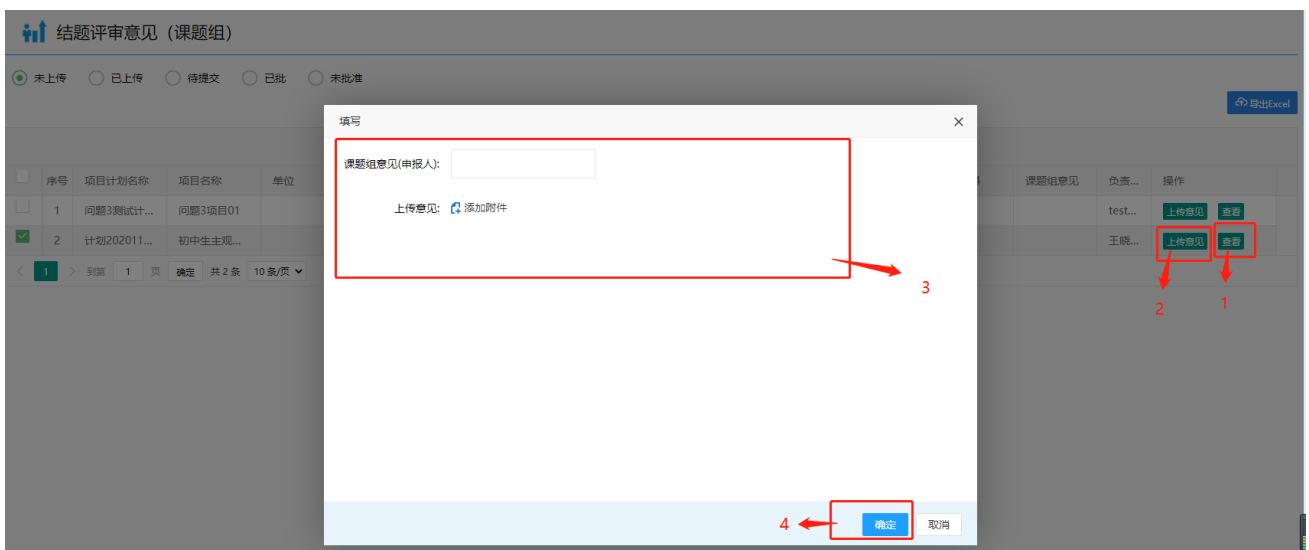 结题评审意见（课题组）
未上传 已上传 待提交 已批 未批准
导出Excel
填写 ×
课题组意见(申报人):
上传意见: 添加附件
序号 项目计划名称 项目名称 单位 课题组意见 负责... 操作
1 问题3测试计... 问题3项目01 test... 上传意见 查看
2 计划202011... 初中生主观... 王晓... 上传意见 查看
< 1 > 到第 1 页 确定 共 2 条 10 条/页
3
2
1
4
确定 取消